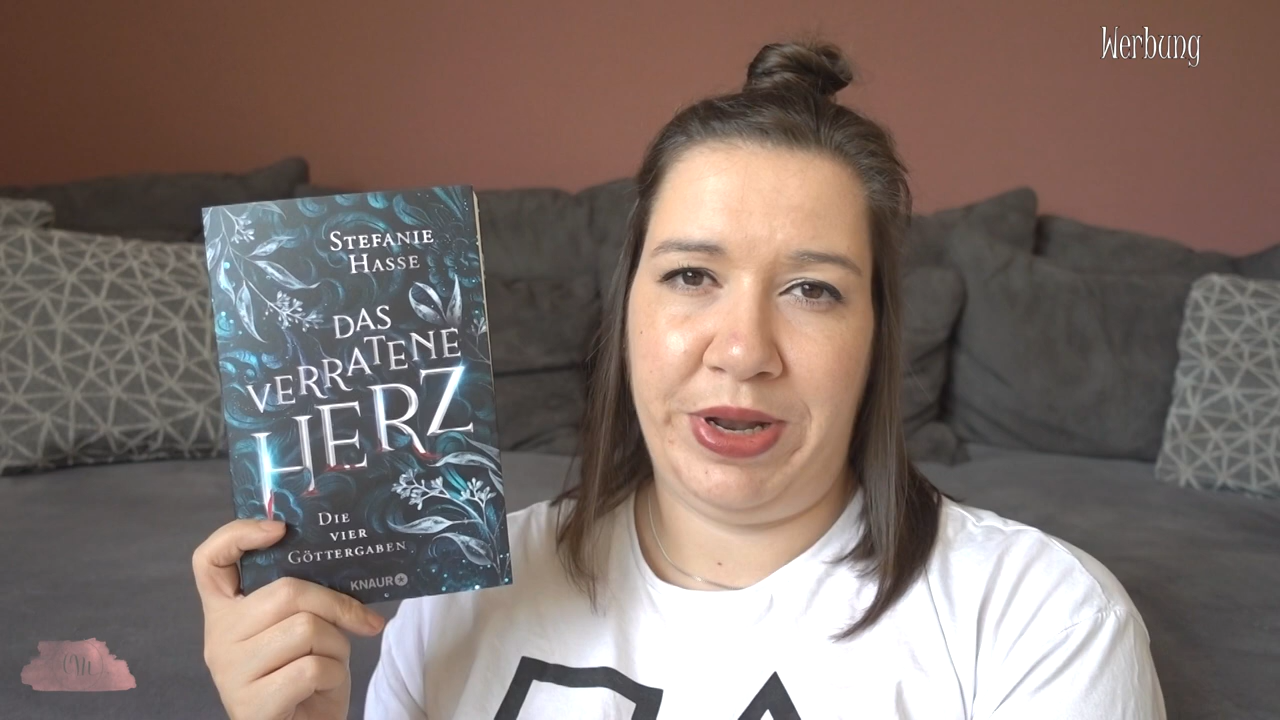 Werbung
STEFANIE
HASSE
DAS
VERRATENE
HERZ
DIE
VIER
GÖTTERGABEN
KNAUR